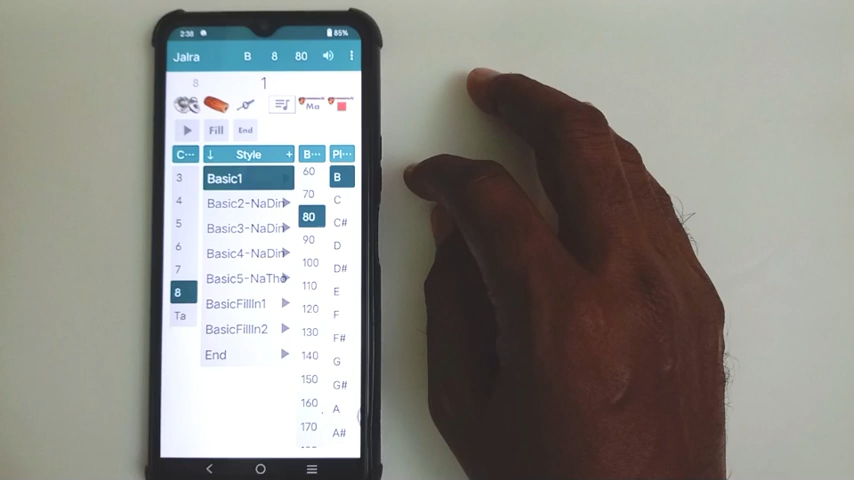 2:38 85%
Jalra B 8 80
8 1
Ma
Fill End
C... ↓ Style + B... Pi...
3 Basic1 60 B
4 Basic2-NaDin 70 C
5 Basic3-NaDin 80 C#
6 Basic4-NaDin 90 D
7 Basic5-NaTho 100 D#
8 BasicFillIn1 110 E
Ta BasicFillIn2 120 F
End 130 F#
140 G
150 G#
160 A
170 A#